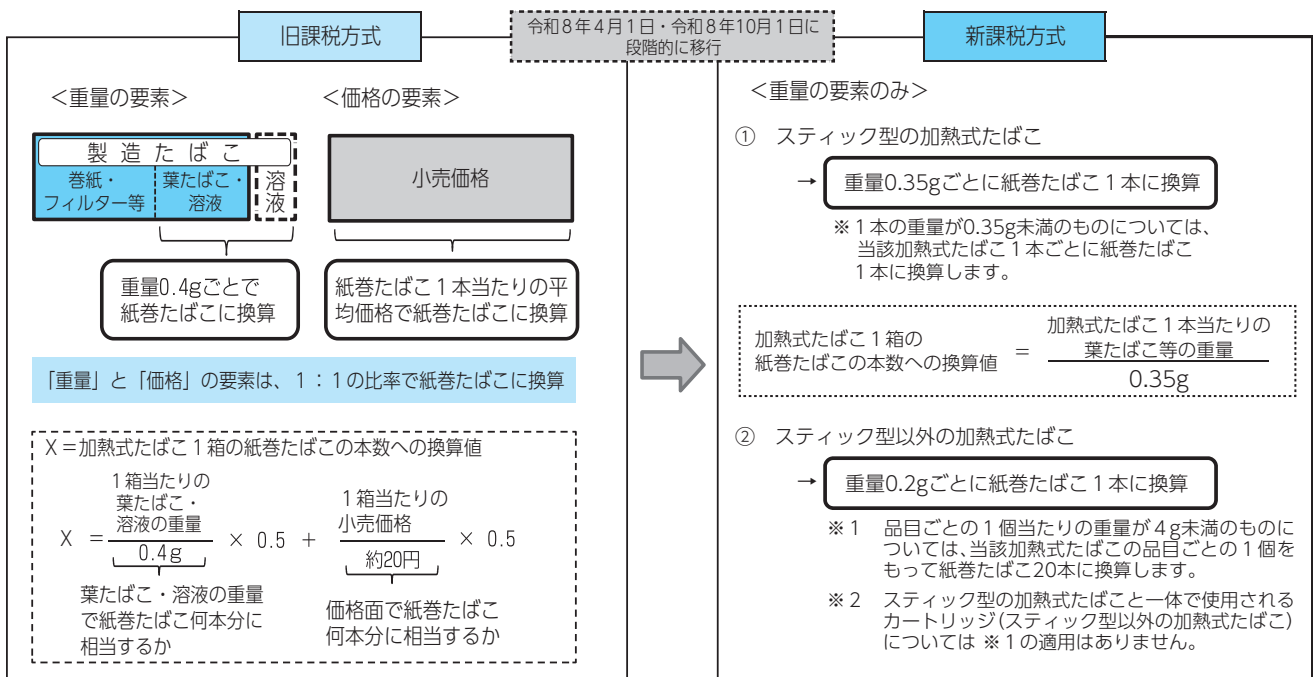 旧課税方式
令和8年4月1日・令和8年10月1日に
段階的に移行
新課税方式
＜重量の要素＞
＜価格の要素＞
製造たばこ
巻紙・
フィルター等
葉たばこ・
溶液
溶液
小売価格
重量0.4gごとで
紙巻たばこに換算
紙巻たばこ1本当たりの平
均価格で紙巻たばこに換算
「重量」と「価格」の要素は、1：1の比率で紙巻たばこに換算
X＝加熱式たばこ1箱の紙巻たばこの本数への換算値
1箱当たりの
葉たばこ・
溶液の重量
1箱当たりの
小売価格
X ＝ × 0.5 ＋ × 0.5
0.4g
約20円
葉たばこ・溶液の重量
で紙巻たばこ何本分に
相当するか
価格面で紙巻たばこ
何本分に相当するか
＜重量の要素のみ＞
① スティック型の加熱式たばこ
→ 重量0.35gごとに紙巻たばこ1本に換算
※1本の重量が0.35g未満のものについては、
当該加熱式たばこ1本ごとに紙巻たばこ
1本に換算します。
加熱式たばこ1箱の
紙巻たばこの本数への換算値
＝
加熱式たばこ1本当たりの
葉たばこ等の重量
0.35g
② スティック型以外の加熱式たばこ
→ 重量0.2gごとに紙巻たばこ1本に換算
※1 品目ごとの1個当たりの重量が4g未満のものに
ついては、当該加熱式たばこの品目ごとの1個を
もって紙巻たばこ20本に換算します。
※2 スティック型の加熱式たばこと一体で使用される
カートリッジ（スティック型以外の加熱式たばこ）
については ※1の適用はありません。